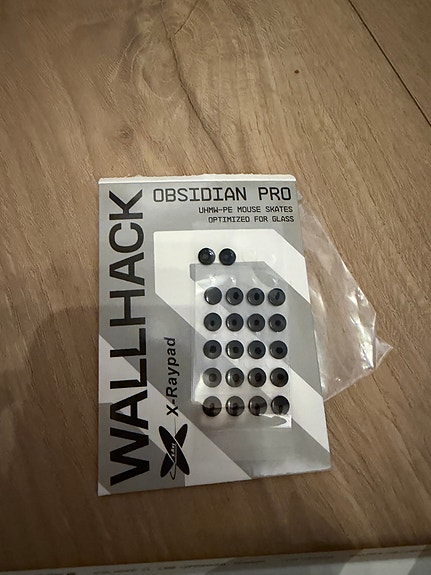 OBSIDIAN PRO
UHMW-PE MOUSE SKATES
OPTIMIZED FOR GLASS
WALLHACK
X-Raypad